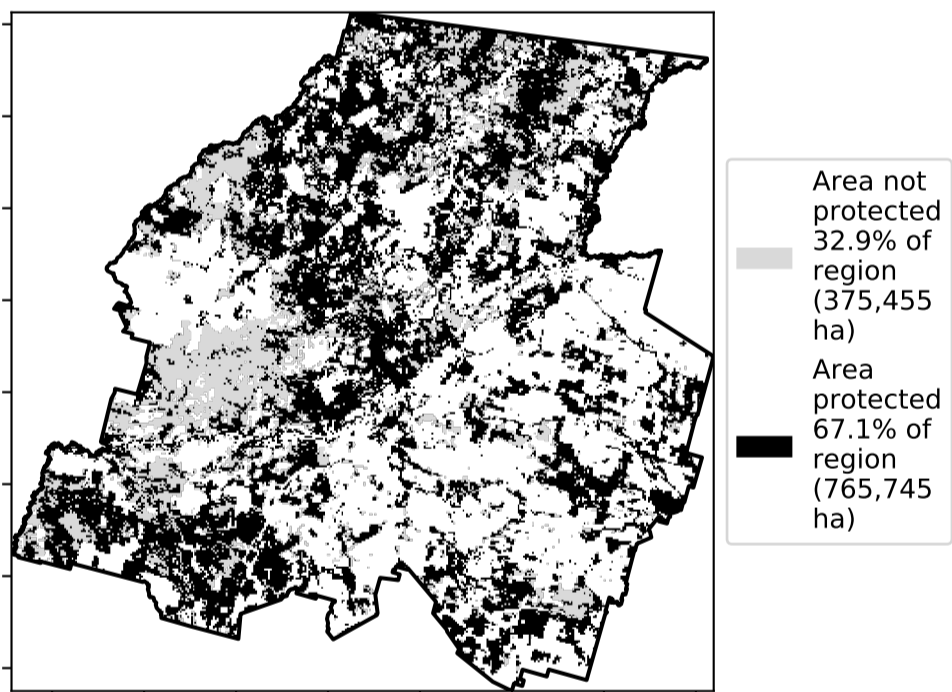 Area not
protected
32.9% of
region
(375,455
ha)
Area
protected
67.1% of
region
(765,745
ha)